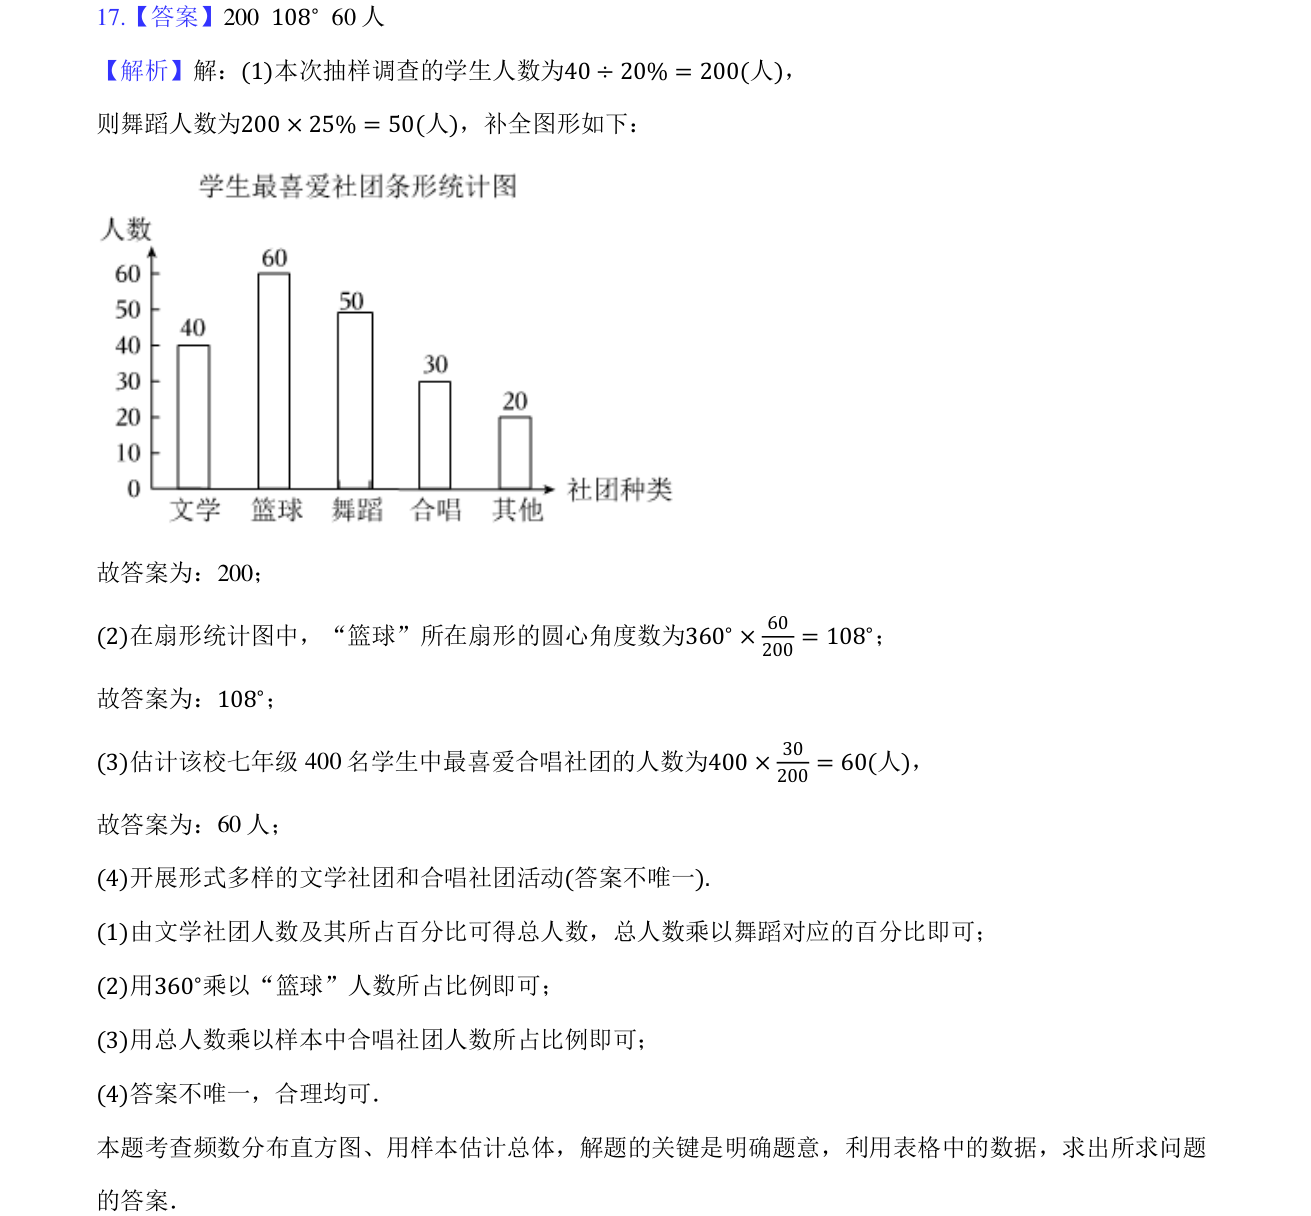 17.【答案】200 108° 60 人
【解析】解：(1)本次抽样调查的学生人数为40 ÷ 20% = 200(人)，
则舞蹈人数为200 × 25% = 50(人)，补全图形如下：
学生最喜爱社团条形统计图
人数
60
50
40
30
20
10
0
40
60
50
30
20
文学 篮球 舞蹈 合唱 其他
社团种类
故答案为：200；
(2)在扇形统计图中，“篮球”所在扇形的圆心角度数为360° × 60/200 = 108°；
故答案为：108°；
(3)估计该校七年级 400 名学生中最喜爱合唱社团的人数为400 × 30/200 = 60(人)，
故答案为：60 人；
(4)开展形式多样的文学社团和合唱社团活动(答案不唯一).
(1)由文学社团人数及其所占百分比可得总人数，总人数乘以舞蹈对应的百分比即可；
(2)用360°乘以“篮球”人数所占比例即可；
(3)用总人数乘以样本中合唱社团人数所占比例即可；
(4)答案不唯一，合理均可．
本题考查频数分布直方图、用样本估计总体，解题的关键是明确题意，利用表格中的数据，求出所求问题
的答案．